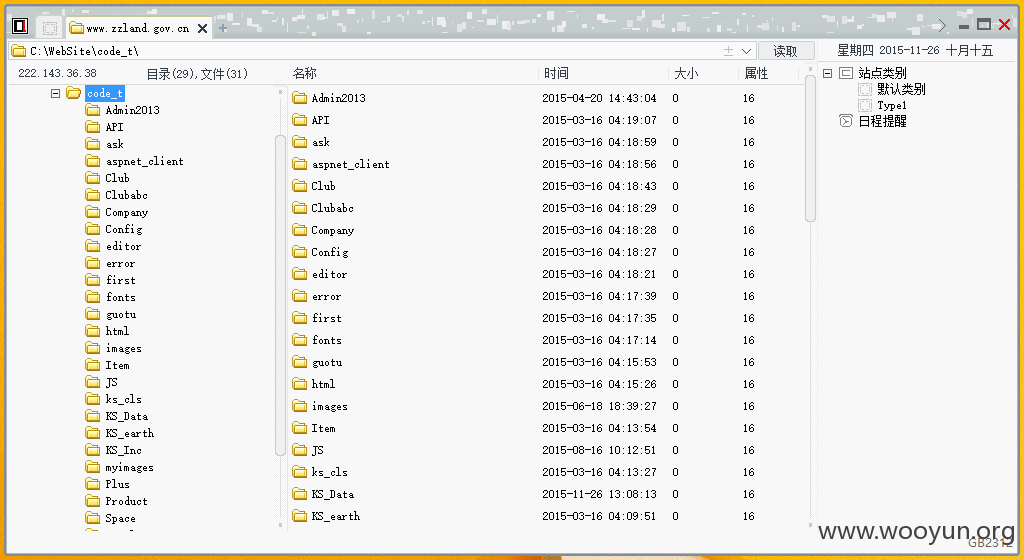 www.zzland.gov.cn
C:\WebSite\code_t\
读取
星期四 2015-11-26 十月十五
222.143.36.38 目录(29),文件(31)
名称 时间 大小 属性
code_t
Admin2013
API
ask
aspnet_client
Club
Clubabc
Company
Config
editor
error
first
fonts
guotu
html
images
Item
JS
ks_cls
KS_Data
KS_earth
KS_Inc
myimages
Plus
Product
Space
Admin2013 2015-04-20 14:43:04 0 16
API 2015-03-16 04:19:07 0 16
ask 2015-03-16 04:18:59 0 16
aspnet_client 2015-03-16 04:18:56 0 16
Club 2015-03-16 04:18:43 0 16
Clubabc 2015-03-16 04:18:29 0 16
Company 2015-03-16 04:18:28 0 16
Config 2015-03-16 04:18:27 0 16
editor 2015-03-16 04:18:21 0 16
error 2015-03-16 04:17:39 0 16
first 2015-03-16 04:17:35 0 16
fonts 2015-03-16 04:17:14 0 16
guotu 2015-03-16 04:15:53 0 16
html 2015-03-16 04:15:26 0 16
images 2015-06-18 18:39:27 0 16
Item 2015-03-16 04:13:54 0 16
JS 2015-08-16 10:12:51 0 16
ks_cls 2015-03-16 04:13:27 0 16
KS_Data 2015-11-26 13:08:13 0 16
KS_earth 2015-03-16 04:09:51 0 16
站点类别
默认类别
Type1
日程提醒
www.wooyun.org
GB2312